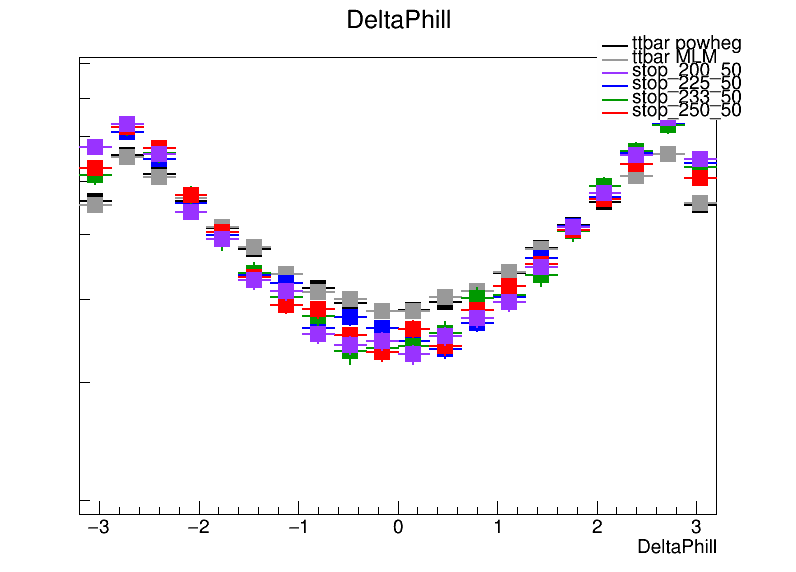 DeltaPhill
ttbar powheg
ttbar MLM
stop_200_50
stop_225_50
stop_233_50
stop_250_50
−3 −2 −1 0 1 2 3
DeltaPhill